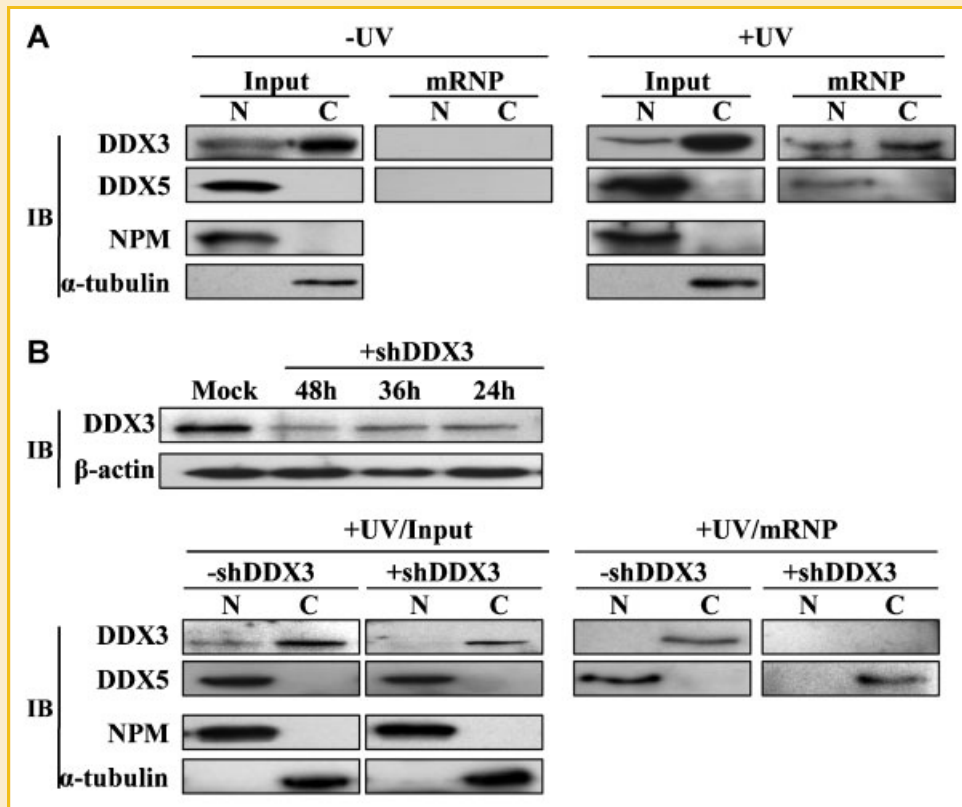 A
-UV
+UV
Input mRNP Input mRNP
N C N C N C N C
DDX3
DDX5
IB
NPM
α-tubulin
B
+shDDX3
Mock 48h 36h 24h
DDX3
IB
β-actin
+UV/Input +UV/mRNP
-shDDX3 +shDDX3 -shDDX3 +shDDX3
N C N C N C N C
DDX3
DDX5
IB
NPM
α-tubulin